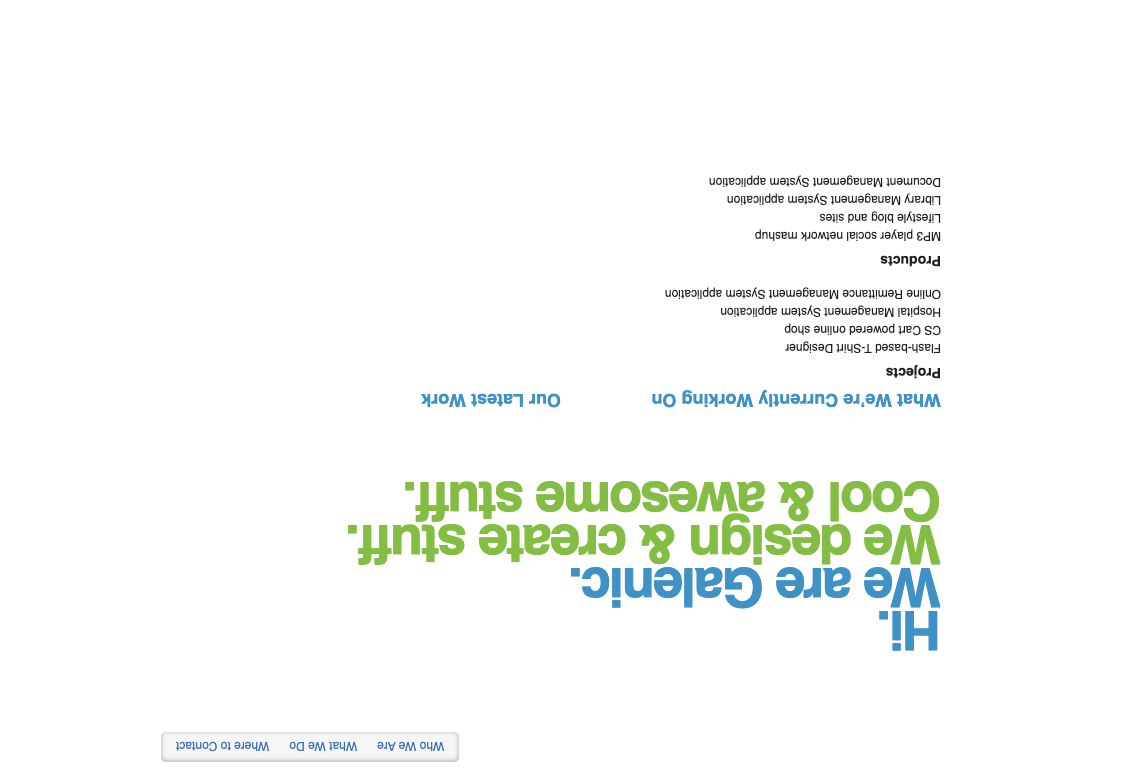 Who We Are What We Do Where to Contact
Hi.
We are Galenic.
We design & create stuff.
Cool & awesome stuff.
What We're Currently Working On
Projects
Flash-based T-Shirt Designer
CS Cart powered online shop
Hospital Management System application
Online Remittance Management System application
Products
MP3 player social network mashup
Lifestyle blog and sites
Library Management System application
Document Management System application
Our Latest Work